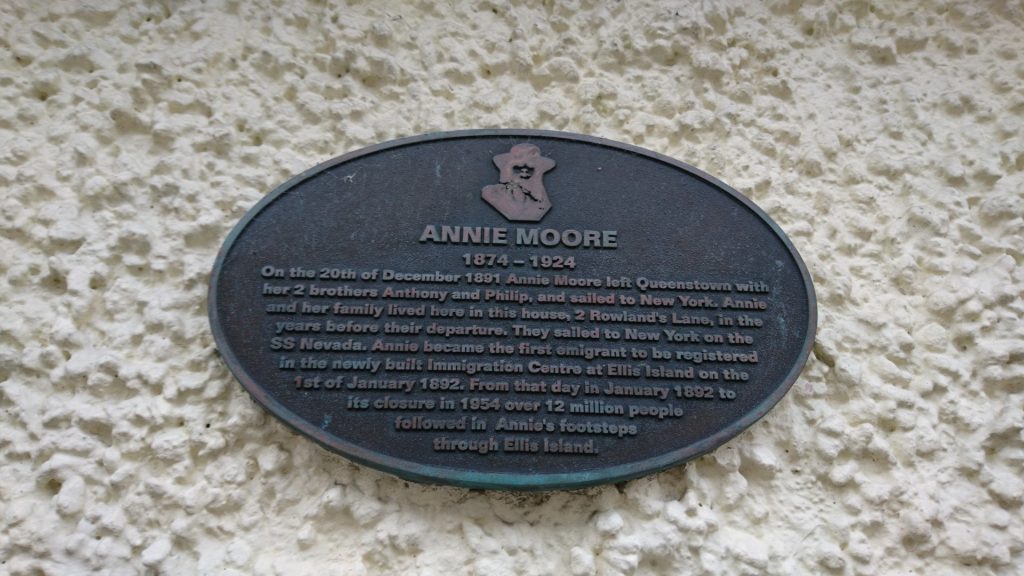 ANNIE MOORE
1874 – 1924
On the 20th of December 1891 Annie Moore left Queenstown with
her 2 brothers Anthony and Philip, and sailed to New York. Annie
and her family lived here in this house, 2 Rowland's Lane, in the
years before their departure. They sailed to New York on the
SS Nevada. Annie became the first emigrant to be registered
in the newly built Immigration Centre at Ellis Island on the
1st of January 1892. From that day in January 1892 to
its closure in 1954 over 12 million people
followed in Annie's footsteps
through Ellis Island.